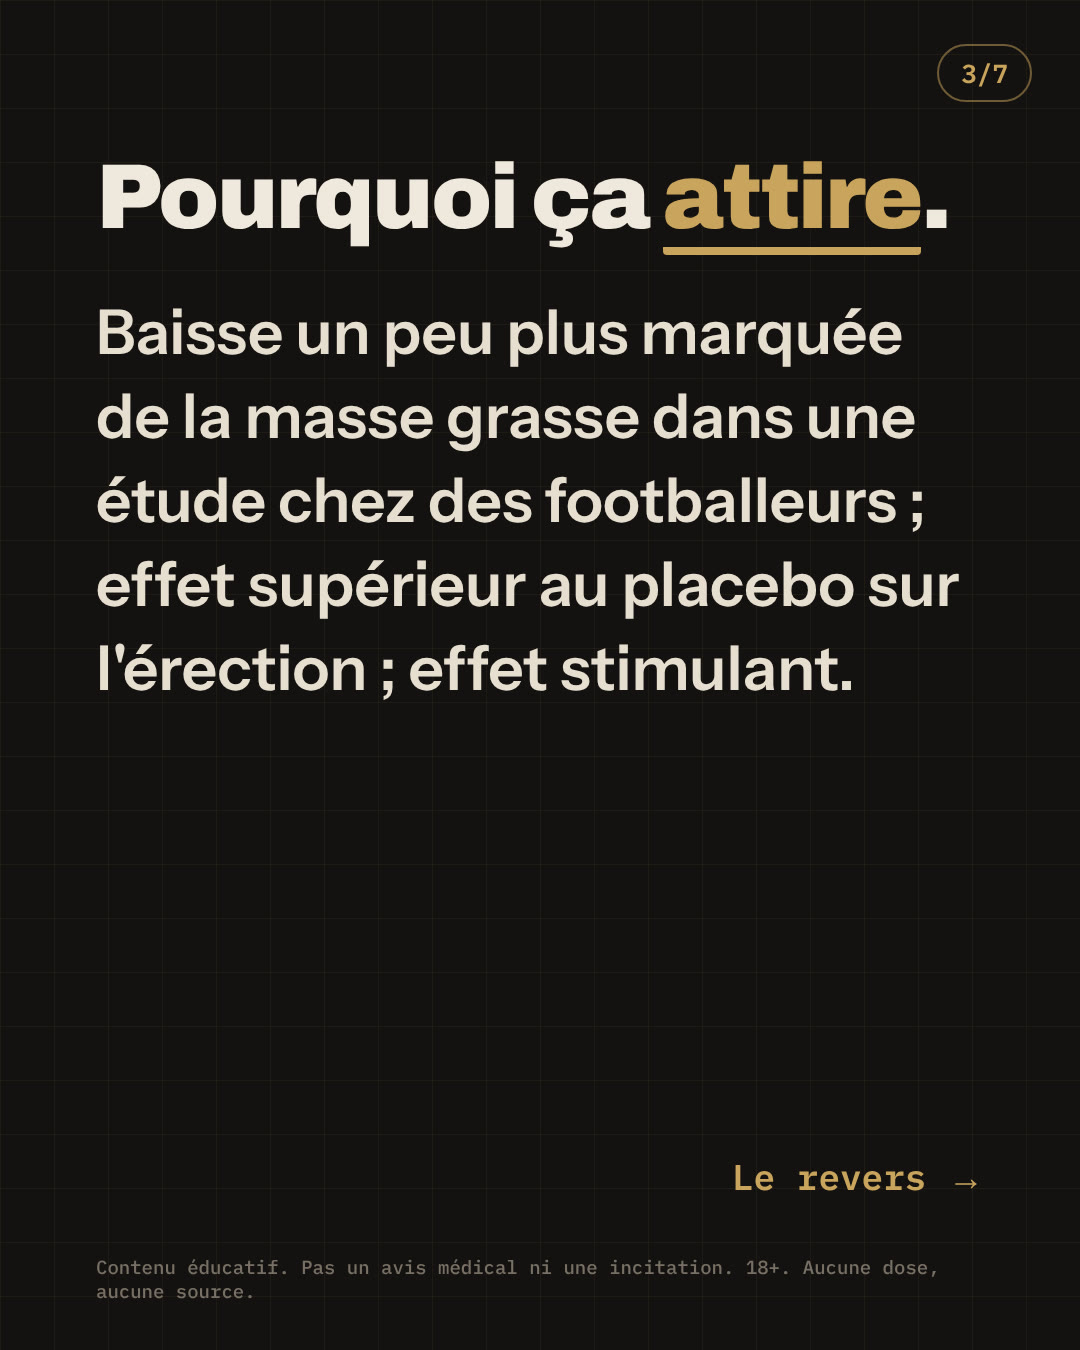 3/7
Pourquoi ça attire.
Baisse un peu plus marquée
de la masse grasse dans une
étude chez des footballeurs ;
effet supérieur au placebo sur
l'érection ; effet stimulant.
Le revers →
Contenu éducatif. Pas un avis médical ni une incitation. 18+. Aucune dose,
aucune source.